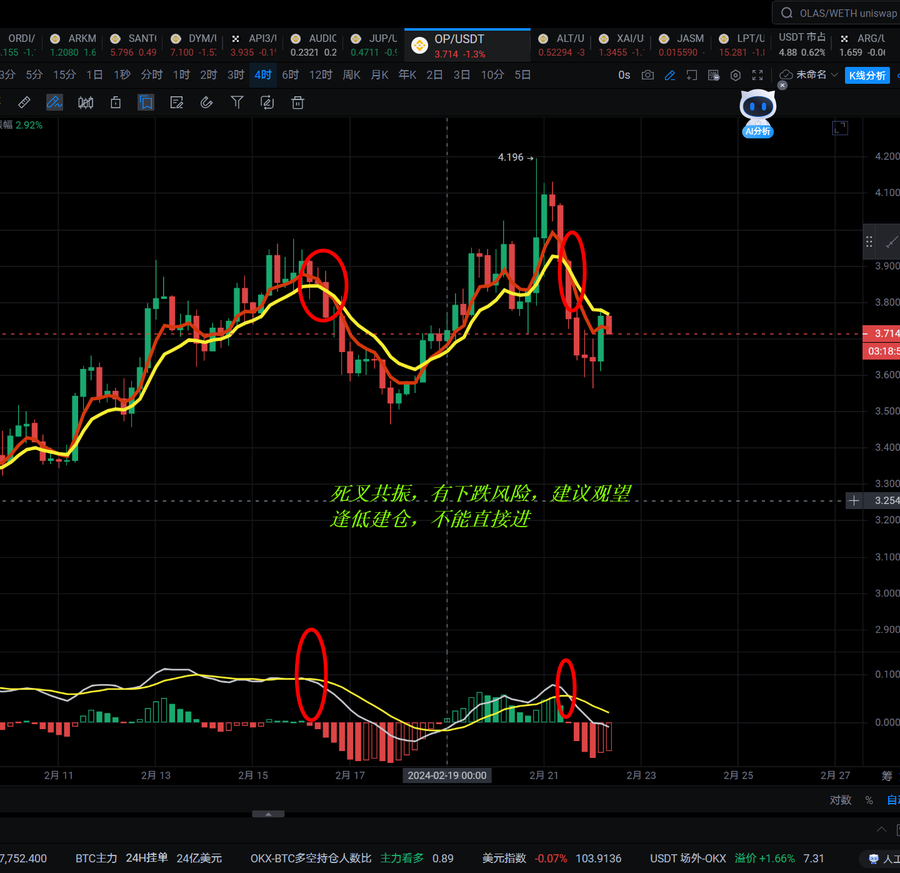 OLAS/WETH uniswap
ORDI/ ARKM SANT DYM/ API3/ AUDIO JUP/U OP/USDT ALT/U XAI/U JASM LPT/U USDT 市占 ARG/U
.155 -1. 1.2080 1.6 5.796 0.49 7.100 -1.5 3.935 -0.1 0.2321 0.2 0.4711 -0.9 3.714 -1.3% 0.52294 -3 1.3455 -1. 0.015590 - 15.281 -1. 4.88 0.62% 1.659 -0.0
3分 5分 15分 1日 1秒 分时 1时 2时 3时 4时 6时 12时 周K 月K 年K 2日 3日 10分 5日 0s 未命名 K线分析
幅 2.92%
AI分析
4.196
4.200
4.100
3.900
3.800
3.714
03:18:5
3.600
3.500
3.400
3.300
死叉共振，有下跌风险，建议观望
3.254
逢低建仓，不能直接进
3.200
3.100
3.000
2.900
0.100
0.000
2月 11 2月 13 2月 15 2月 17 2024-02-19 00:00 2月 21 2月 23 2月 25 2月 27 筹
对数 % 自动
7,752.400 BTC主力 24H挂单 24亿美元 OKX-BTC多空持仓人数比 主力看多 0.89 美元指数 -0.07% 103.9136 USDT 场外-OKX 溢价 +1.66% 7.31 人工